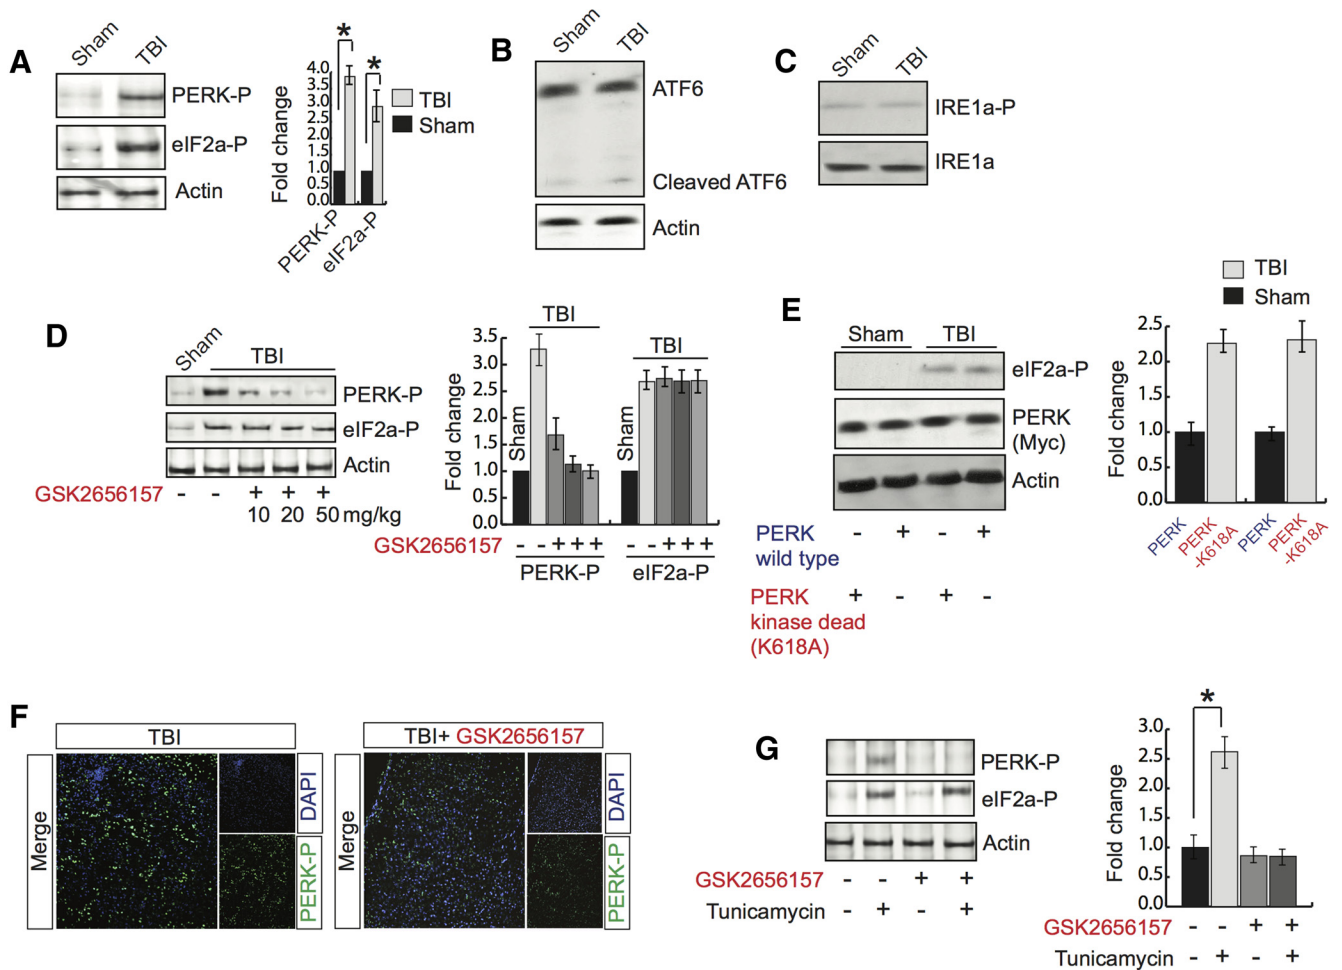 A
Sham
TBI
PERK-P
eIF2a-P
Actin
Fold change
4.0
3.5
3.0
2.5
2.0
1.5
1.0
0.5
0.0
*
*
TBI
Sham
PERK-P
eIF2a-P
B
Sham
TBI
ATF6
Cleaved ATF6
Actin
C
Sham
TBI
IRE1a-P
IRE1a
D
Sham
TBI
PERK-P
eIF2a-P
Actin
GSK2656157 - - + + +
10 20 50 mg/kg
Fold change
3.5
3.0
2.5
2.0
1.5
1.0
0.5
0.0
Sham
TBI
Sham
TBI
GSK2656157 - - + + + - - + + +
PERK-P
eIF2a-P
E
Sham
TBI
eIF2a-P
PERK
(Myc)
Actin
PERK
wild type
- + - +
PERK
kinase dead
(K618A)
+ - + -
TBI
Sham
Fold change
2.5
2.0
1.5
1.0
0.5
0.0
PERK
PERK
-K618A
PERK
PERK
-K618A
F
TBI
Merge
DAPI
PERK-P
TBI+ GSK2656157
Merge
DAPI
PERK-P
G
PERK-P
eIF2a-P
Actin
GSK2656157 - - + +
Tunicamycin - + - +
Fold change
3.0
2.5
2.0
1.0
0.5
0.0
*
GSK2656157 - - + +
Tunicamycin - + - +